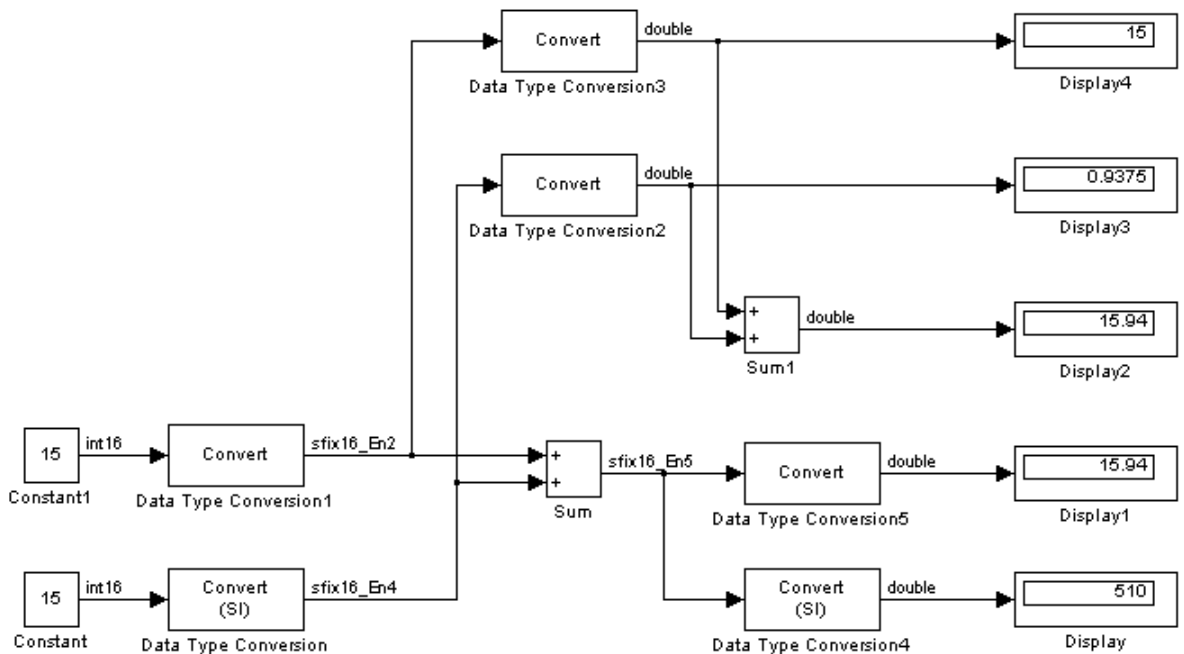 Convert
double
15
Data Type Conversion3
Display4
Convert
double
0.9375
Data Type Conversion2
Display3
+
+
double
15.94
Sum1
Display2
15
int16
Convert
sfix16_En2
+
+
sfix16_En5
Convert
double
15.94
Constant1
Data Type Conversion1
Sum
Data Type Conversion5
Display1
15
int16
Convert
(SI)
sfix16_En4
Convert
(SI)
double
510
Constant
Data Type Conversion
Data Type Conversion4
Display